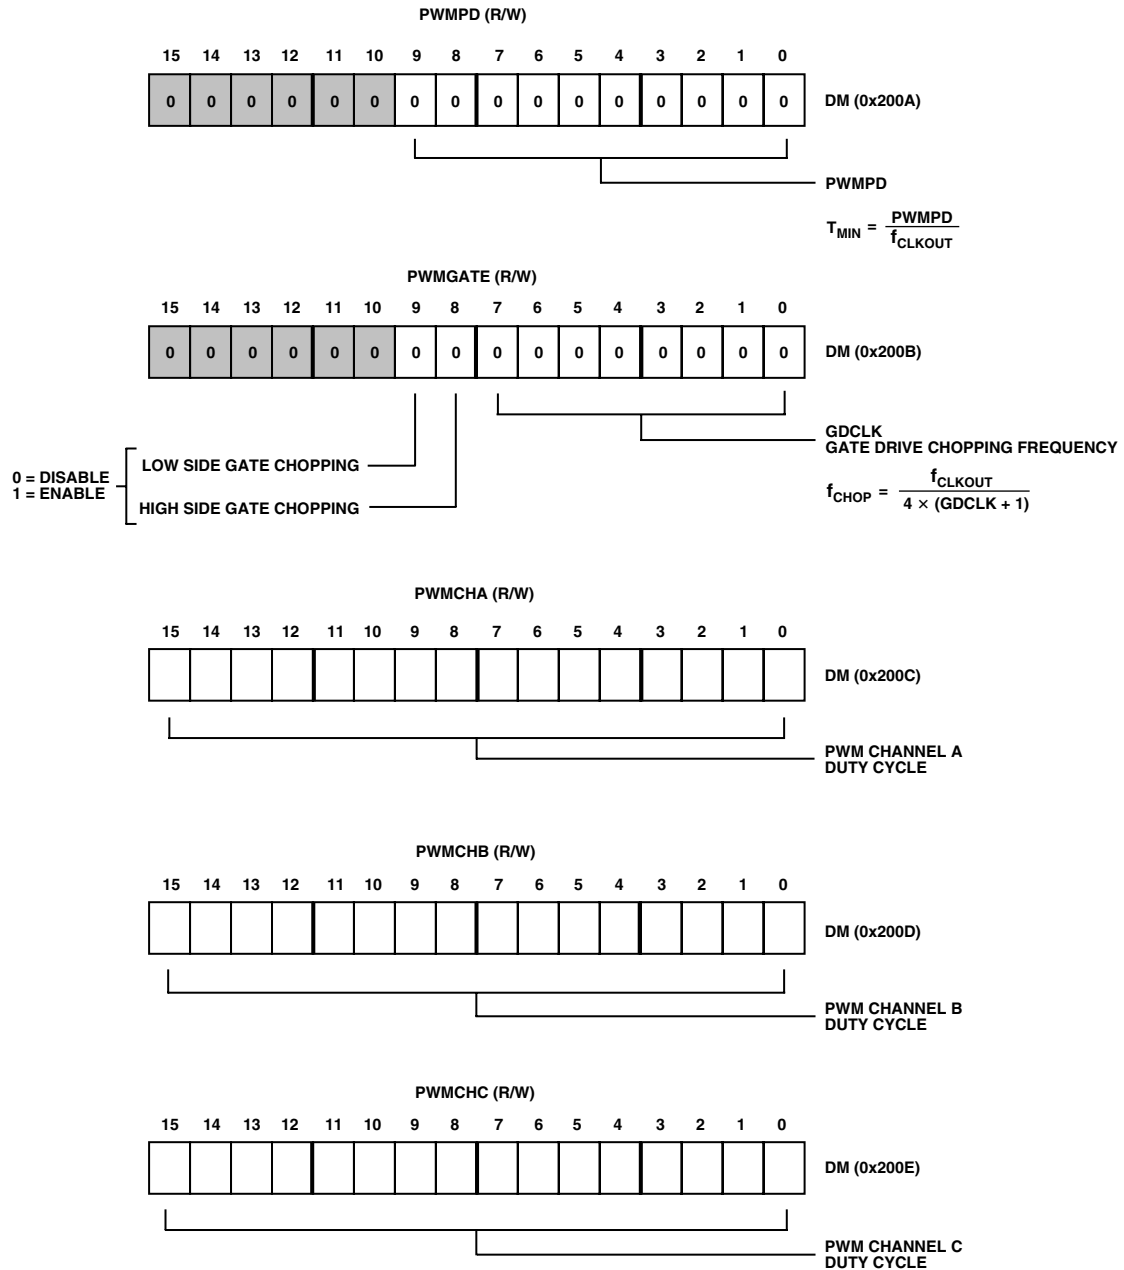 PWMPD (R/W)
15 14 13 12 11 10 9 8 7 6 5 4 3 2 1 0
0 0 0 0 0 0 0 0 0 0 0 0 0 0 0 0 DM (0x200A)
PWMPD
T_MIN = PWMPD / f_CLKOUT
PWMGATE (R/W)
15 14 13 12 11 10 9 8 7 6 5 4 3 2 1 0
0 0 0 0 0 0 0 0 0 0 0 0 0 0 0 0 DM (0x200B)
GDCLK
GATE DRIVE CHOPPING FREQUENCY
0 = DISABLE
1 = ENABLE
LOW SIDE GATE CHOPPING
HIGH SIDE GATE CHOPPING
f_CHOP = f_CLKOUT / 4 × (GDCLK + 1)
PWMCHA (R/W)
15 14 13 12 11 10 9 8 7 6 5 4 3 2 1 0
DM (0x200C)
PWM CHANNEL A
DUTY CYCLE
PWMCHB (R/W)
15 14 13 12 11 10 9 8 7 6 5 4 3 2 1 0
DM (0x200D)
PWM CHANNEL B
DUTY CYCLE
PWMCHC (R/W)
15 14 13 12 11 10 9 8 7 6 5 4 3 2 1 0
DM (0x200E)
PWM CHANNEL C
DUTY CYCLE